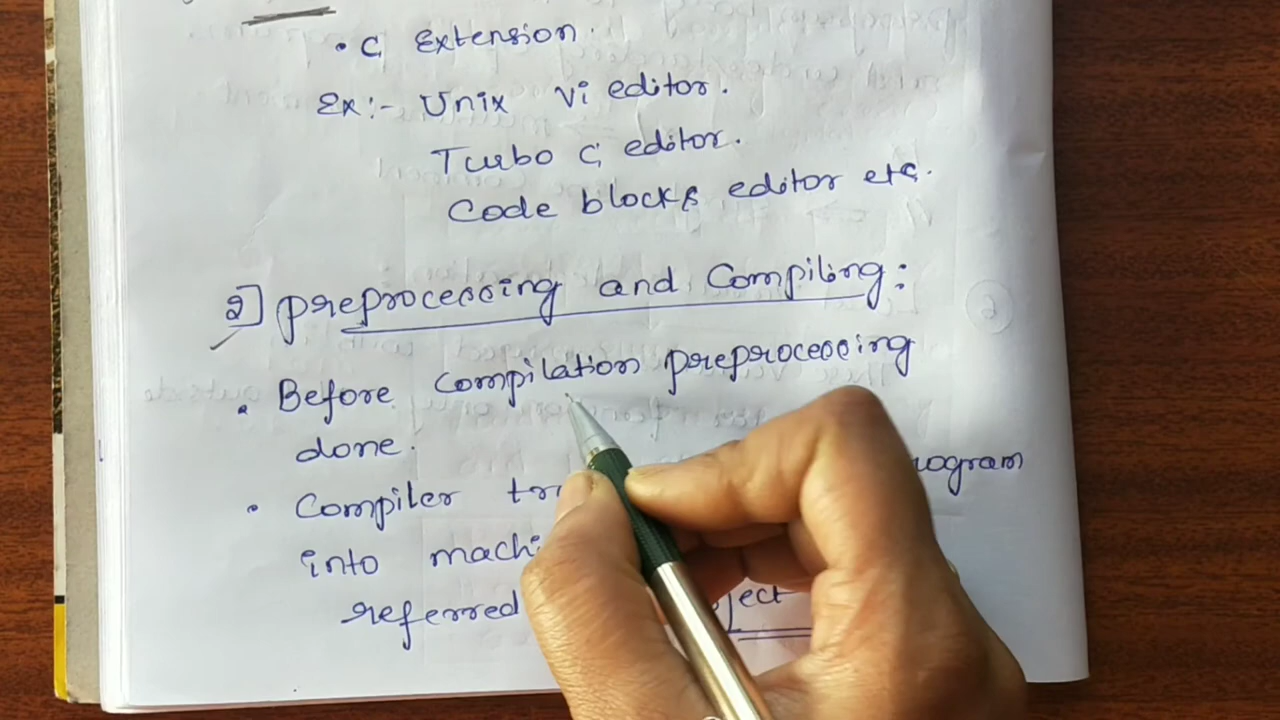 • C Extension.
Ex:- Unix Vi editor.
Turbo C editor.
Code blocks editor etc.
2] preprocessing and Compiling:
• Before compilation preprocessing
done.
• Compiler
into
referred